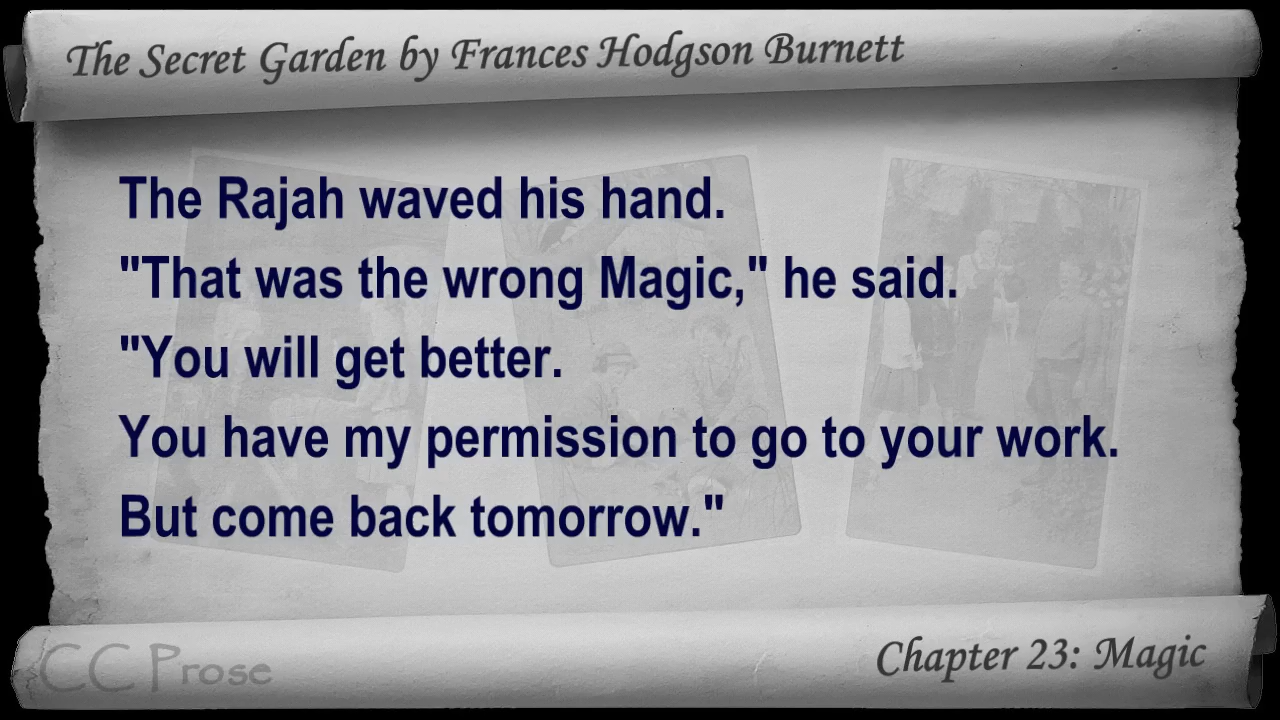 The Secret Garden by Frances Hodgson Burnett
The Rajah waved his hand.
"That was the wrong Magic," he said.
"You will get better.
You have my permission to go to your work.
But come back tomorrow."
CC Prose
Chapter 23: Magic